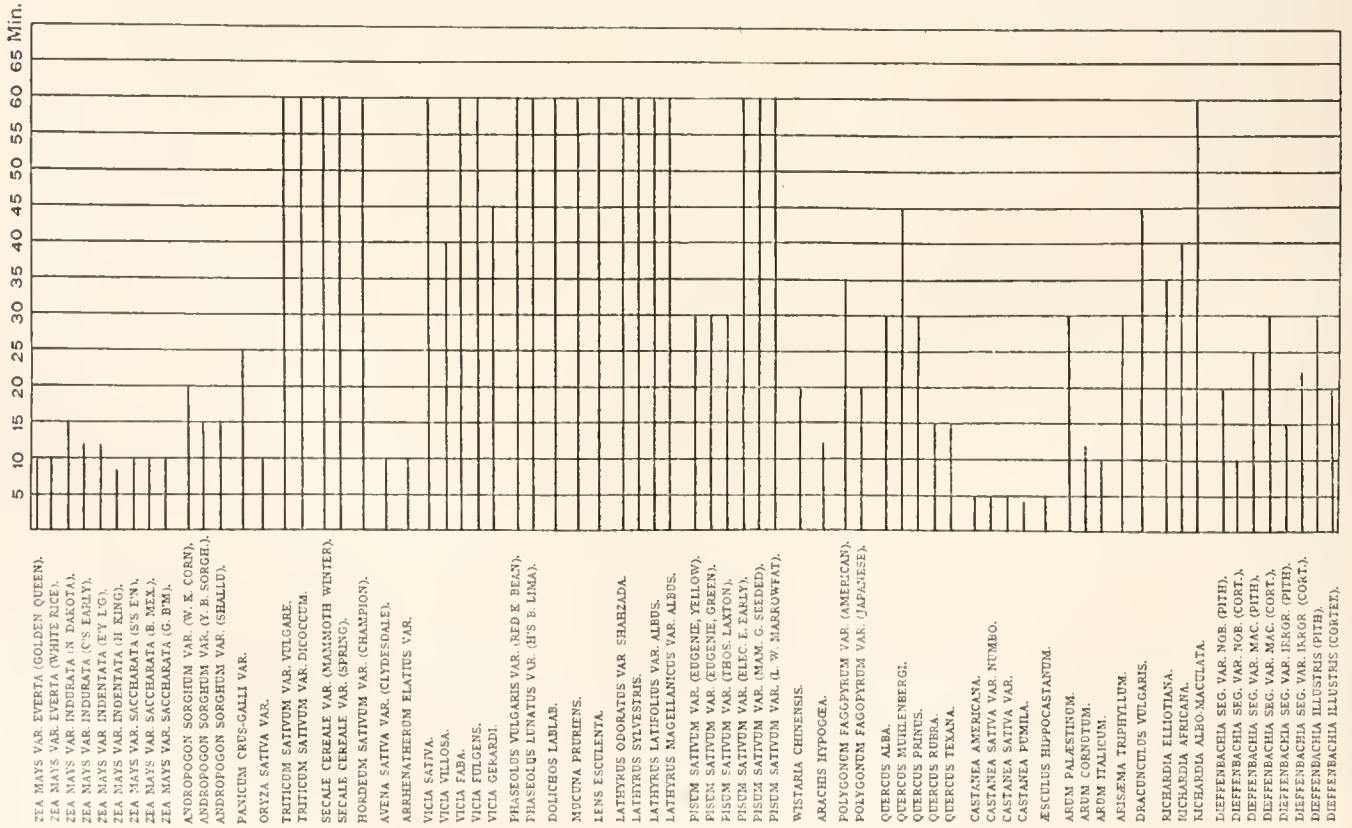 5 10 15 20 25 30 35 40 45 50 55 60 65 Min.
ZEA MAYS VAR. EVERTA (GOLDEN QUEEN).
ZEA MAYS VAR. EVERTA (WHITE RICE).
ZEA MAYS VAR. INDURATA (N DAKOTA).
ZEA MAYS VAR. INDURATA (C'S EARLY).
ZEA MAYS VAR. INDENTATA (E'Y L'G).
ZEA MAYS VAR. INDENTATA (H KING).
ZEA MAYS VAR. SACCHARATA (S'S E'N).
ZEA MAYS VAR. SACCHARATA (B. MEX.)
ZEA MAYS VAR. SACCHARATA (G. B'M).
ANDROPOGON SORGHUM VAR. (W. K. CORN).
ANDROPOGON SORGHUM VAR. (Y. B. SORGH.).
ANDROPOGON SORGHUM VAR (SHALLU).
PANICUM CRUS-GALLI VAR.
ORYZA SATIVA VAR.
TRITICUM SATIVUM VAR. VULGARE.
TRITICUM SATIVUM VAR. DICOCCUM.
SECALE CEREALE VAR. (MAMMOTH WINTER).
SECALE CEREALE VAR. (SPRING).
HORDEUM SATIVUM VAR. (CHAMPION).
AVENA SATIVA VAR. (CLYDESDALE).
ARRHENATHERUM ELATIUS VAR.
VICIA SATIVA.
VICIA VILLOSA.
VICIA FABA.
VICIA FULGENS.
VICIA GERARDI.
PHASEOLUS VULGARIS VAR. (RED K BEAN).
PHASEOLUS LUNATUS VAR. (H'S B. LIMA).
DOLICHOS LABLAB.
MUCUNA PRURIENS.
LENS ESCULENTA.
LATHYRUS ODORATUS VAR SHAHZADA.
LATHYRUS SYLVESTRIS.
LATHYRUS LATIFOLIUS VAR. ALBUS.
LATHYRUS MAGELLANICUS VAR. ALBUS.
PISUM SATIVUM VAR. (EUGENIE, YELLOW).
PISUM SATIVUM VAR. (EUGENIE, GREEN).
PISUM SATIVUM VAR. (THOS. LAXTON).
PISUM SATIVUM VAR. (ELEC. E. EARLY).
PISUM SATIVUM VAR. (MAM. G. SEEDED).
PISUM SATIVUM VAR. (L. W. MARROWFAT).
WISTARIA CHINENSIS.
ARACHIS HYPOGŒA.
POLYGONUM FAGOPYRUM VAR. (AMERICAN).
POLYGONUM FAGOPYRUM VAR. (JAPANESE).
QUERCUS ALBA.
QUERCUS MUHLENBERGI.
QUERCUS PRINUS.
QUERCUS RUBRA.
QUERCUS TEXANA.
CASTANEA AMERICANA.
CASTANEA SATIVA VAR. NUMBO.
CASTANEA SATIVA VAR.
CASTANEA PUMILA.
ÆSCULUS HIPPOCASTANUM.
ARUM PALÆSTINUM.
ARUM CORNUTUM.
ARUM ITALICUM.
ARISÆMA TRIPHYLLUM.
DRACUNCULUS VULGARIS.
RICHARDIA ELLIOTIANA.
RICHARDIA AFRICANA.
RICHARDIA ALBO-MACULATA.
DIEFFENBACHIA SEG. VAR. NOB. (PITH).
DIEFFENBACHIA SEG. VAR. NOB. (CORT.).
DIEFFENBACHIA SEG. VAR. MAC. (PITH).
DIEFFENBACHIA SEG. VAR. MAC. (CORT.).
DIEFFENBACHIA SEG. VAR. IRROR. (PITH).
DIEFFENBACHIA SEG. VAR. IRROR. (CORT.).
DIEFFENBACHIA ILLUSTRIS (PITH).
DIEFFENBACHIA ILLUSTRIS (CORTEX).